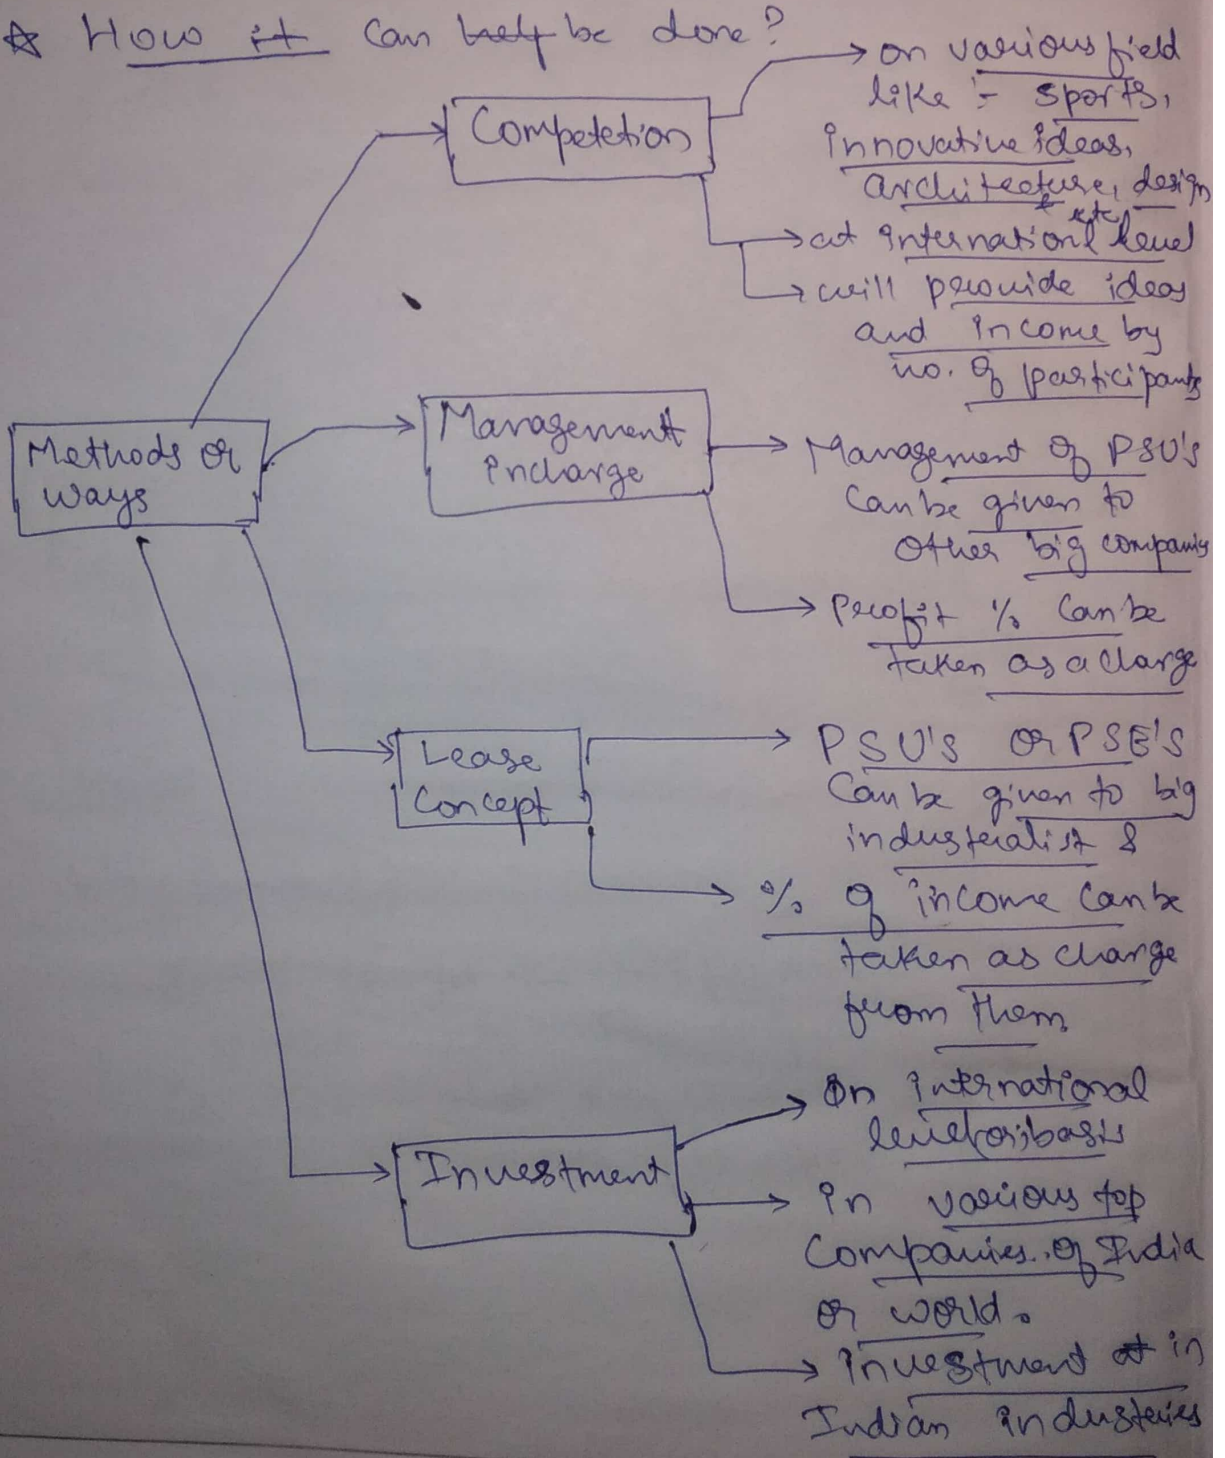 ☆ How it can help be done?
Competetion
on various field
like :- sports,
innovative ideas,
architecture, design
& etc
at international level
will provide ideas
and income by
no. of participants
Methods or
ways
Management
incharge
Management of PSU's
can be given to
other big companies
Profit % can be
taken as a charge
Lease
Concept
PSU's or PSE's
can be given to big
industrialist &
% of income can be
taken as charge
from them
Investment
On international
level or basis
in various top
companies of India
or world.
investment in
Indian industries